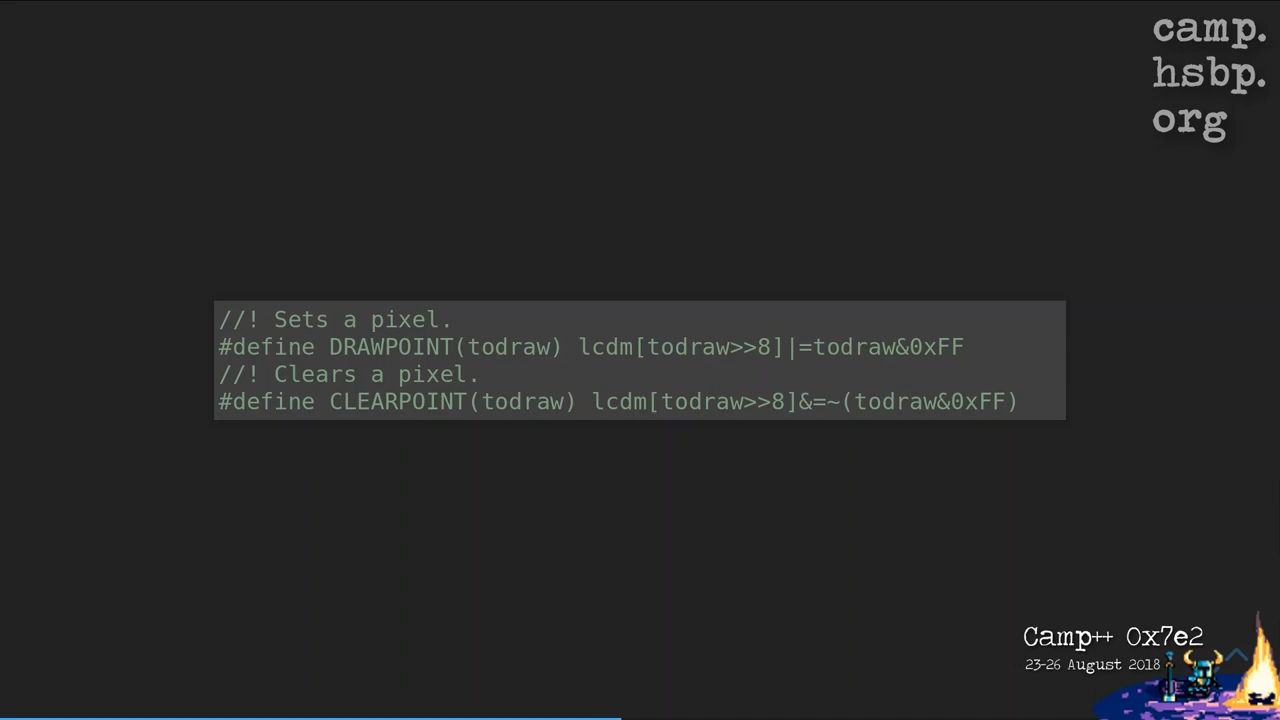 camp.
hsbp.
org
//! Sets a pixel.
#define DRAWPOINT(todraw) lcdm[todraw>>8]|=todraw&0xFF
//! Clears a pixel.
#define CLEARPOINT(todraw) lcdm[todraw>>8]&=~(todraw&0xFF)
Camp++ 0x7e2
23-26 August 2018